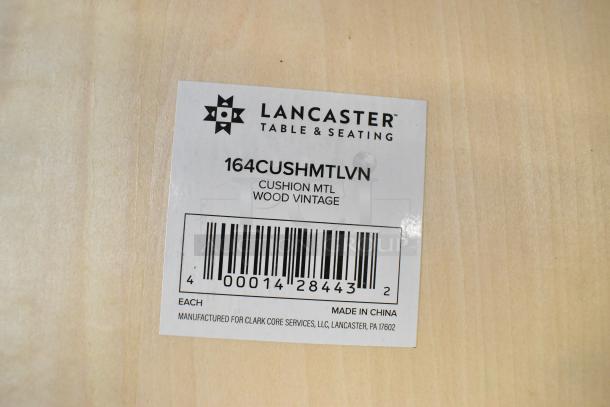 LANCASTER™
TABLE & SEATING
164CUSHMTLVN
CUSHION MTL
WOOD VINTAGE
4 00014 28443 2
EACH
MADE IN CHINA
MANUFACTURED FOR CLARK CORE SERVICES, LLC, LANCASTER, PA 17602